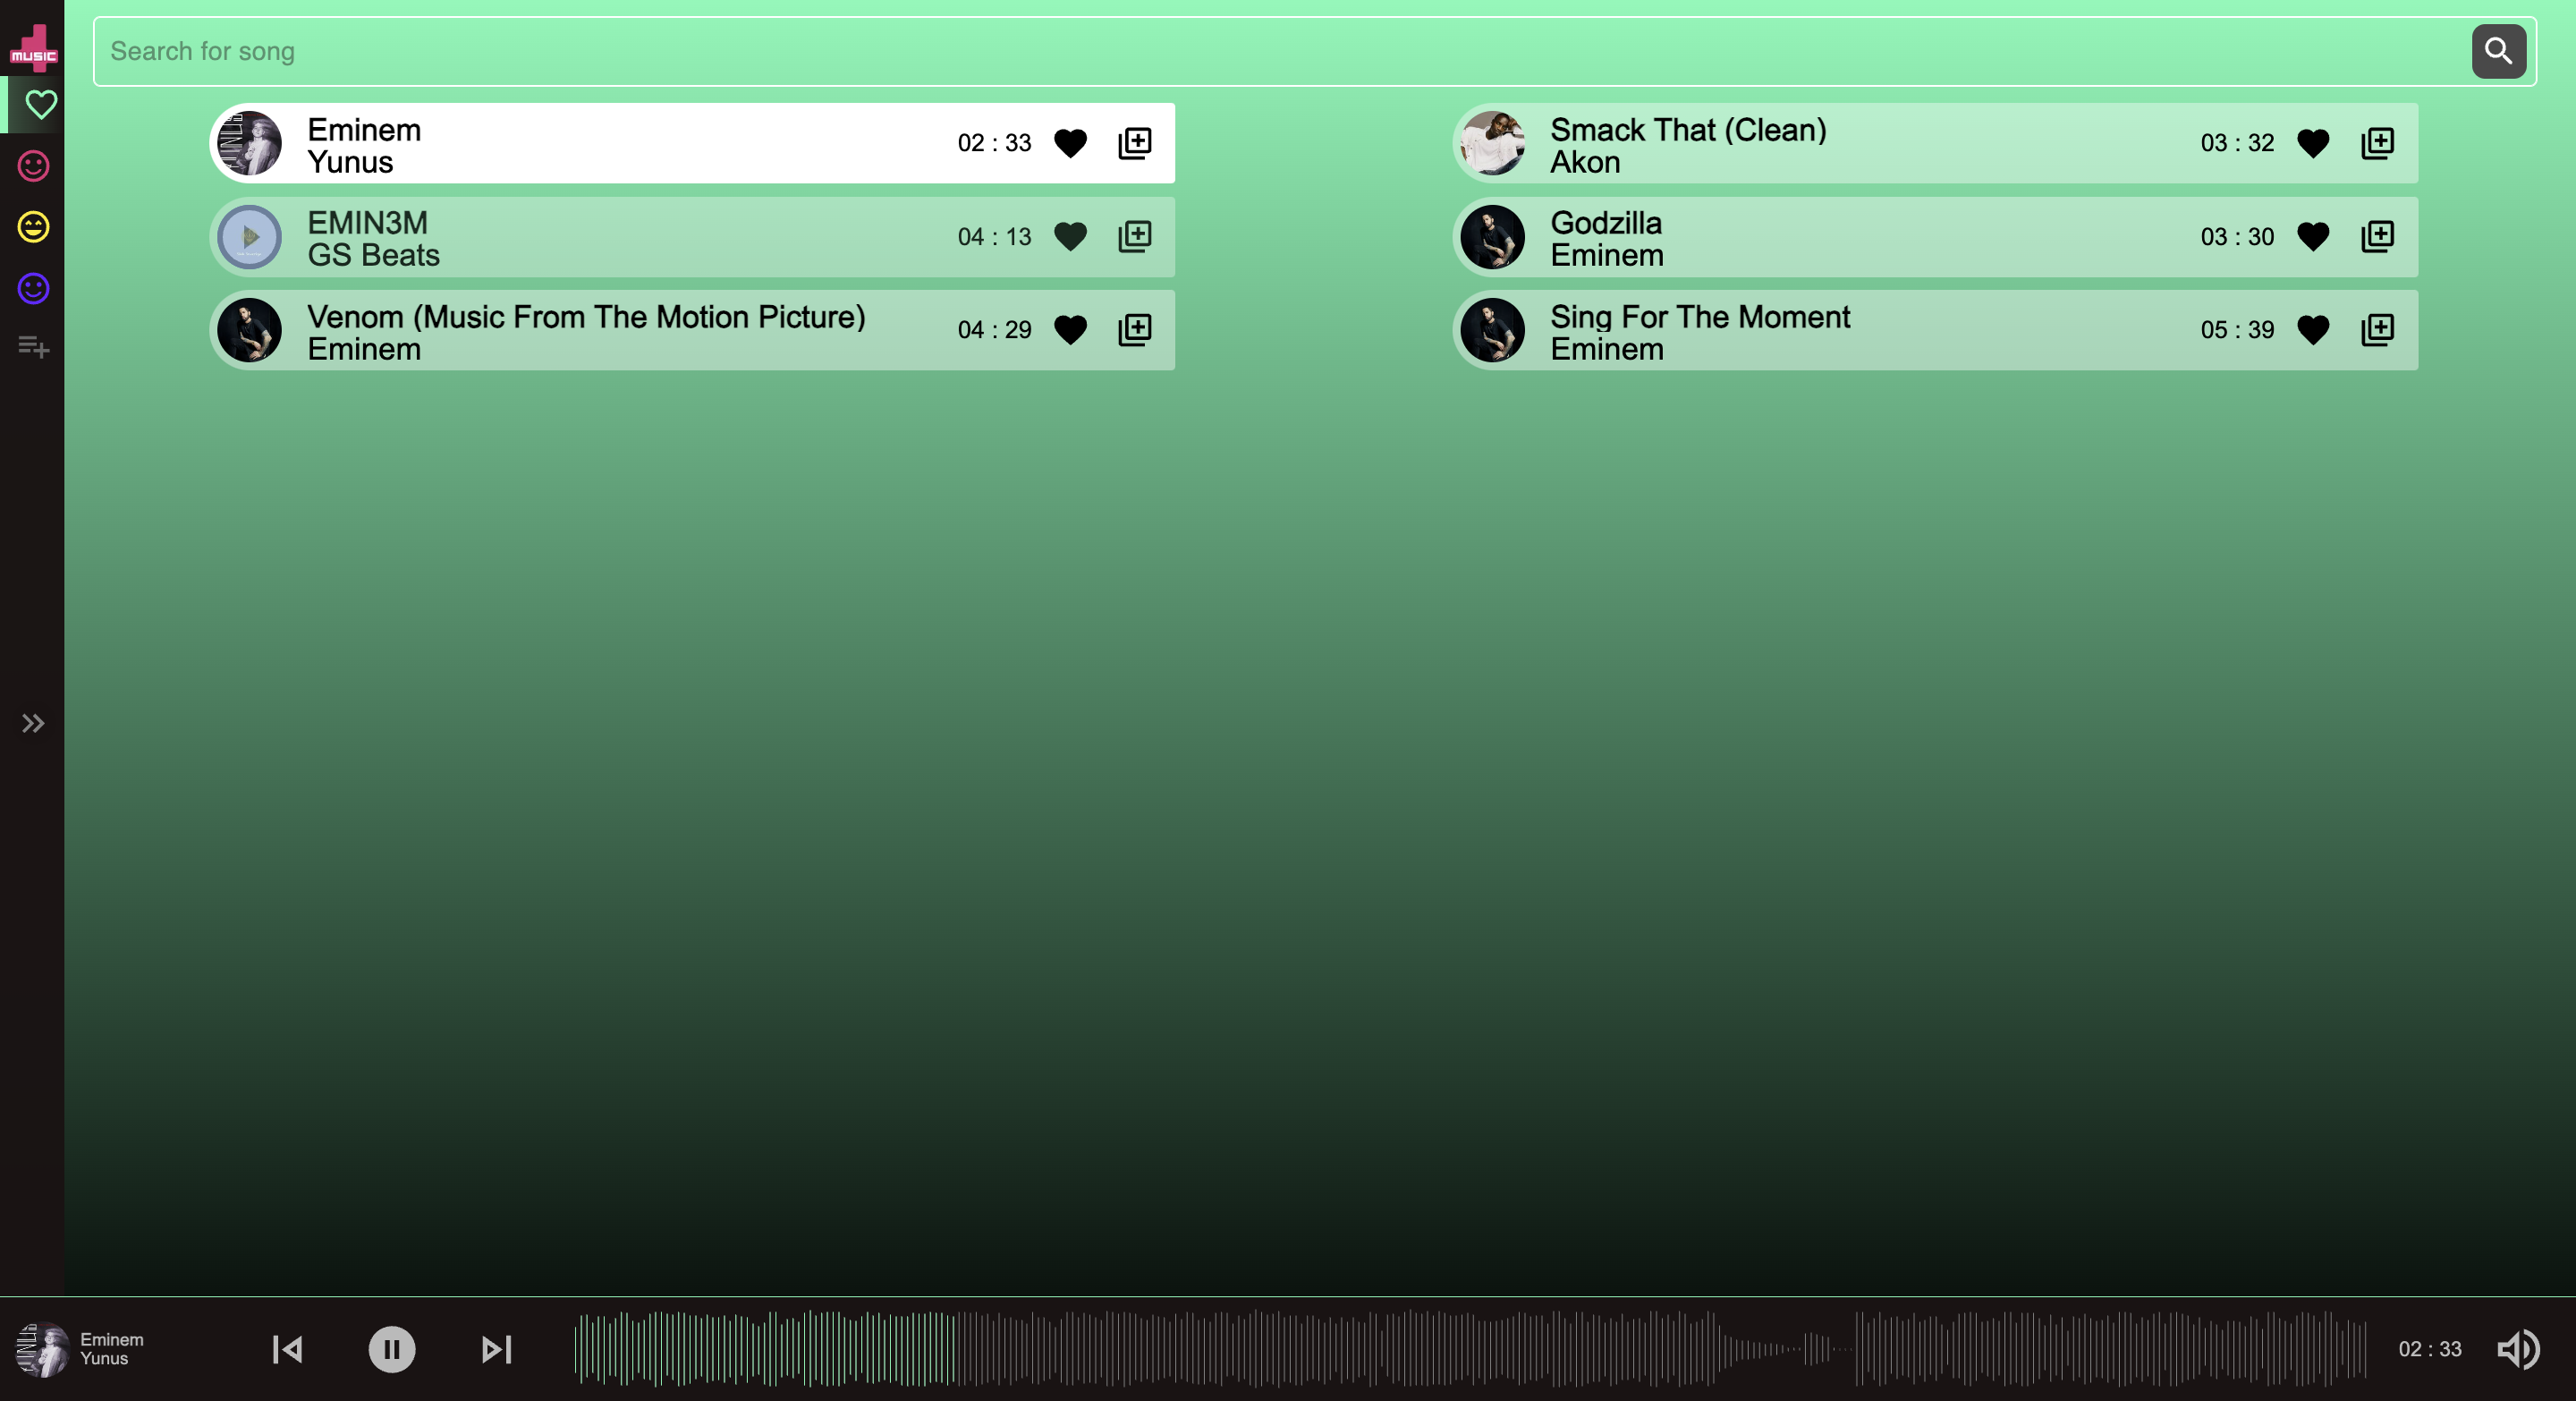 MUSIC
Search for song
Eminem
Yunus
02 : 33
Smack That (Clean)
Akon
03 : 32
EMIN3M
GS Beats
04 : 13
Godzilla
Eminem
03 : 30
Venom (Music From The Motion Picture)
Eminem
04 : 29
Sing For The Moment
Eminem
05 : 39
Eminem
Yunus
02 : 33